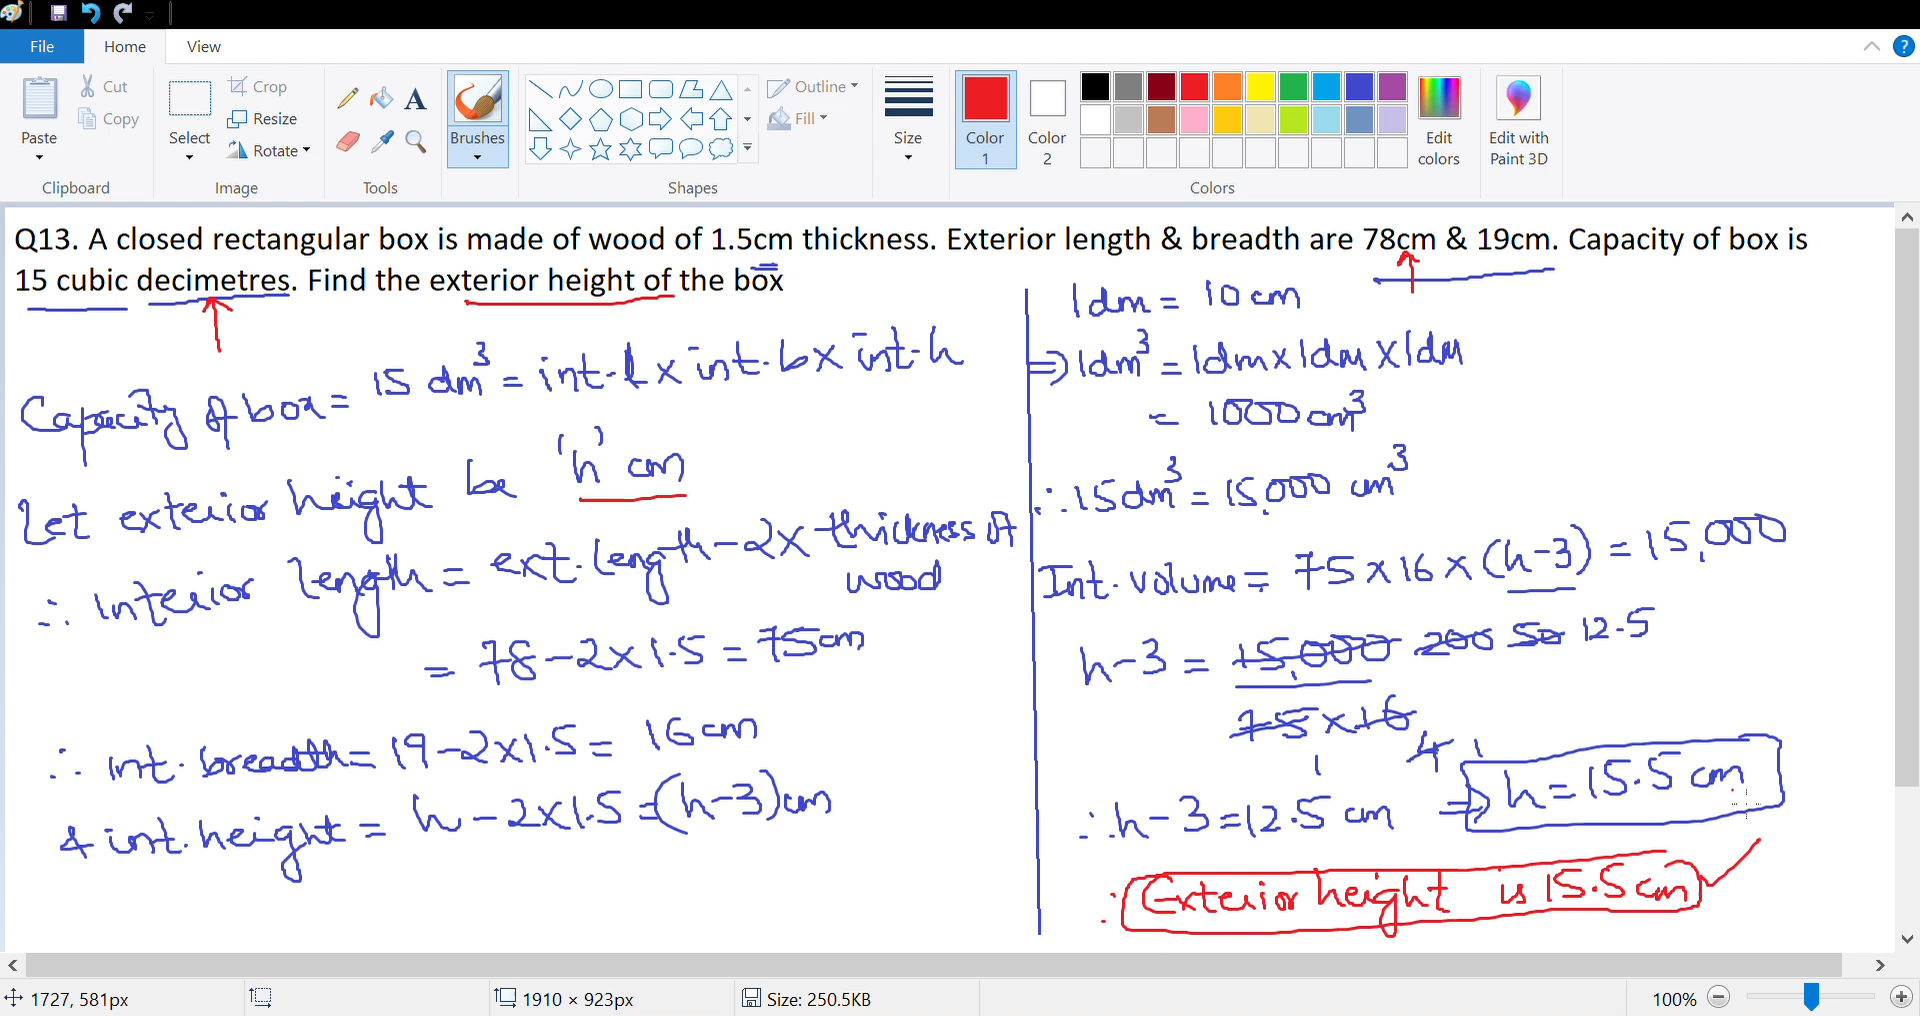 File
Home
View
Paste
Cut
Copy
Clipboard
Select
Crop
Resize
Rotate
Image
A
Tools
Brushes
Outline
Fill
Shapes
Size
Color 1
Color 2
Edit colors
Colors
Edit with Paint 3D
Q13. A closed rectangular box is made of wood of 1.5cm thickness. Exterior length & breadth are 78cm & 19cm. Capacity of box is
15 cubic decimetres. Find the exterior height of the box
Capacity of box = 15 dm³ = int. l x int. b x int. h
Let exterior height be 'h' cm
∴ Interior length = ext. length - 2x thickness of
wood
= 78 - 2x1.5 = 75cm
∴ int. breadth = 19 - 2x1.5 = 16cm
& int. height = h - 2x1.5 = (h-3)cm
1dm = 10cm
⇒ 1dm³ = 1dm x 1dm x 1dm
= 1000 cm³
∴ 15dm³ = 15,000 cm³
Int. volume = 75 x 16 x (h-3) = 15,000
h-3 = 15,000 200 50 12.5
75 x 16
1 4 1
∴ h-3 = 12.5 cm ⇒ h = 15.5 cm
∴ Exterior height is 15.5 cm
1727, 581px
1910 × 923px
Size: 250.5KB
100%